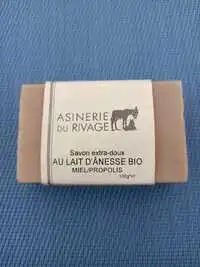 ASINERIE
DU RIVAGE
Savon extra-doux
AU LAIT D'ÂNESSE BIO
MIEL/PROPOLIS